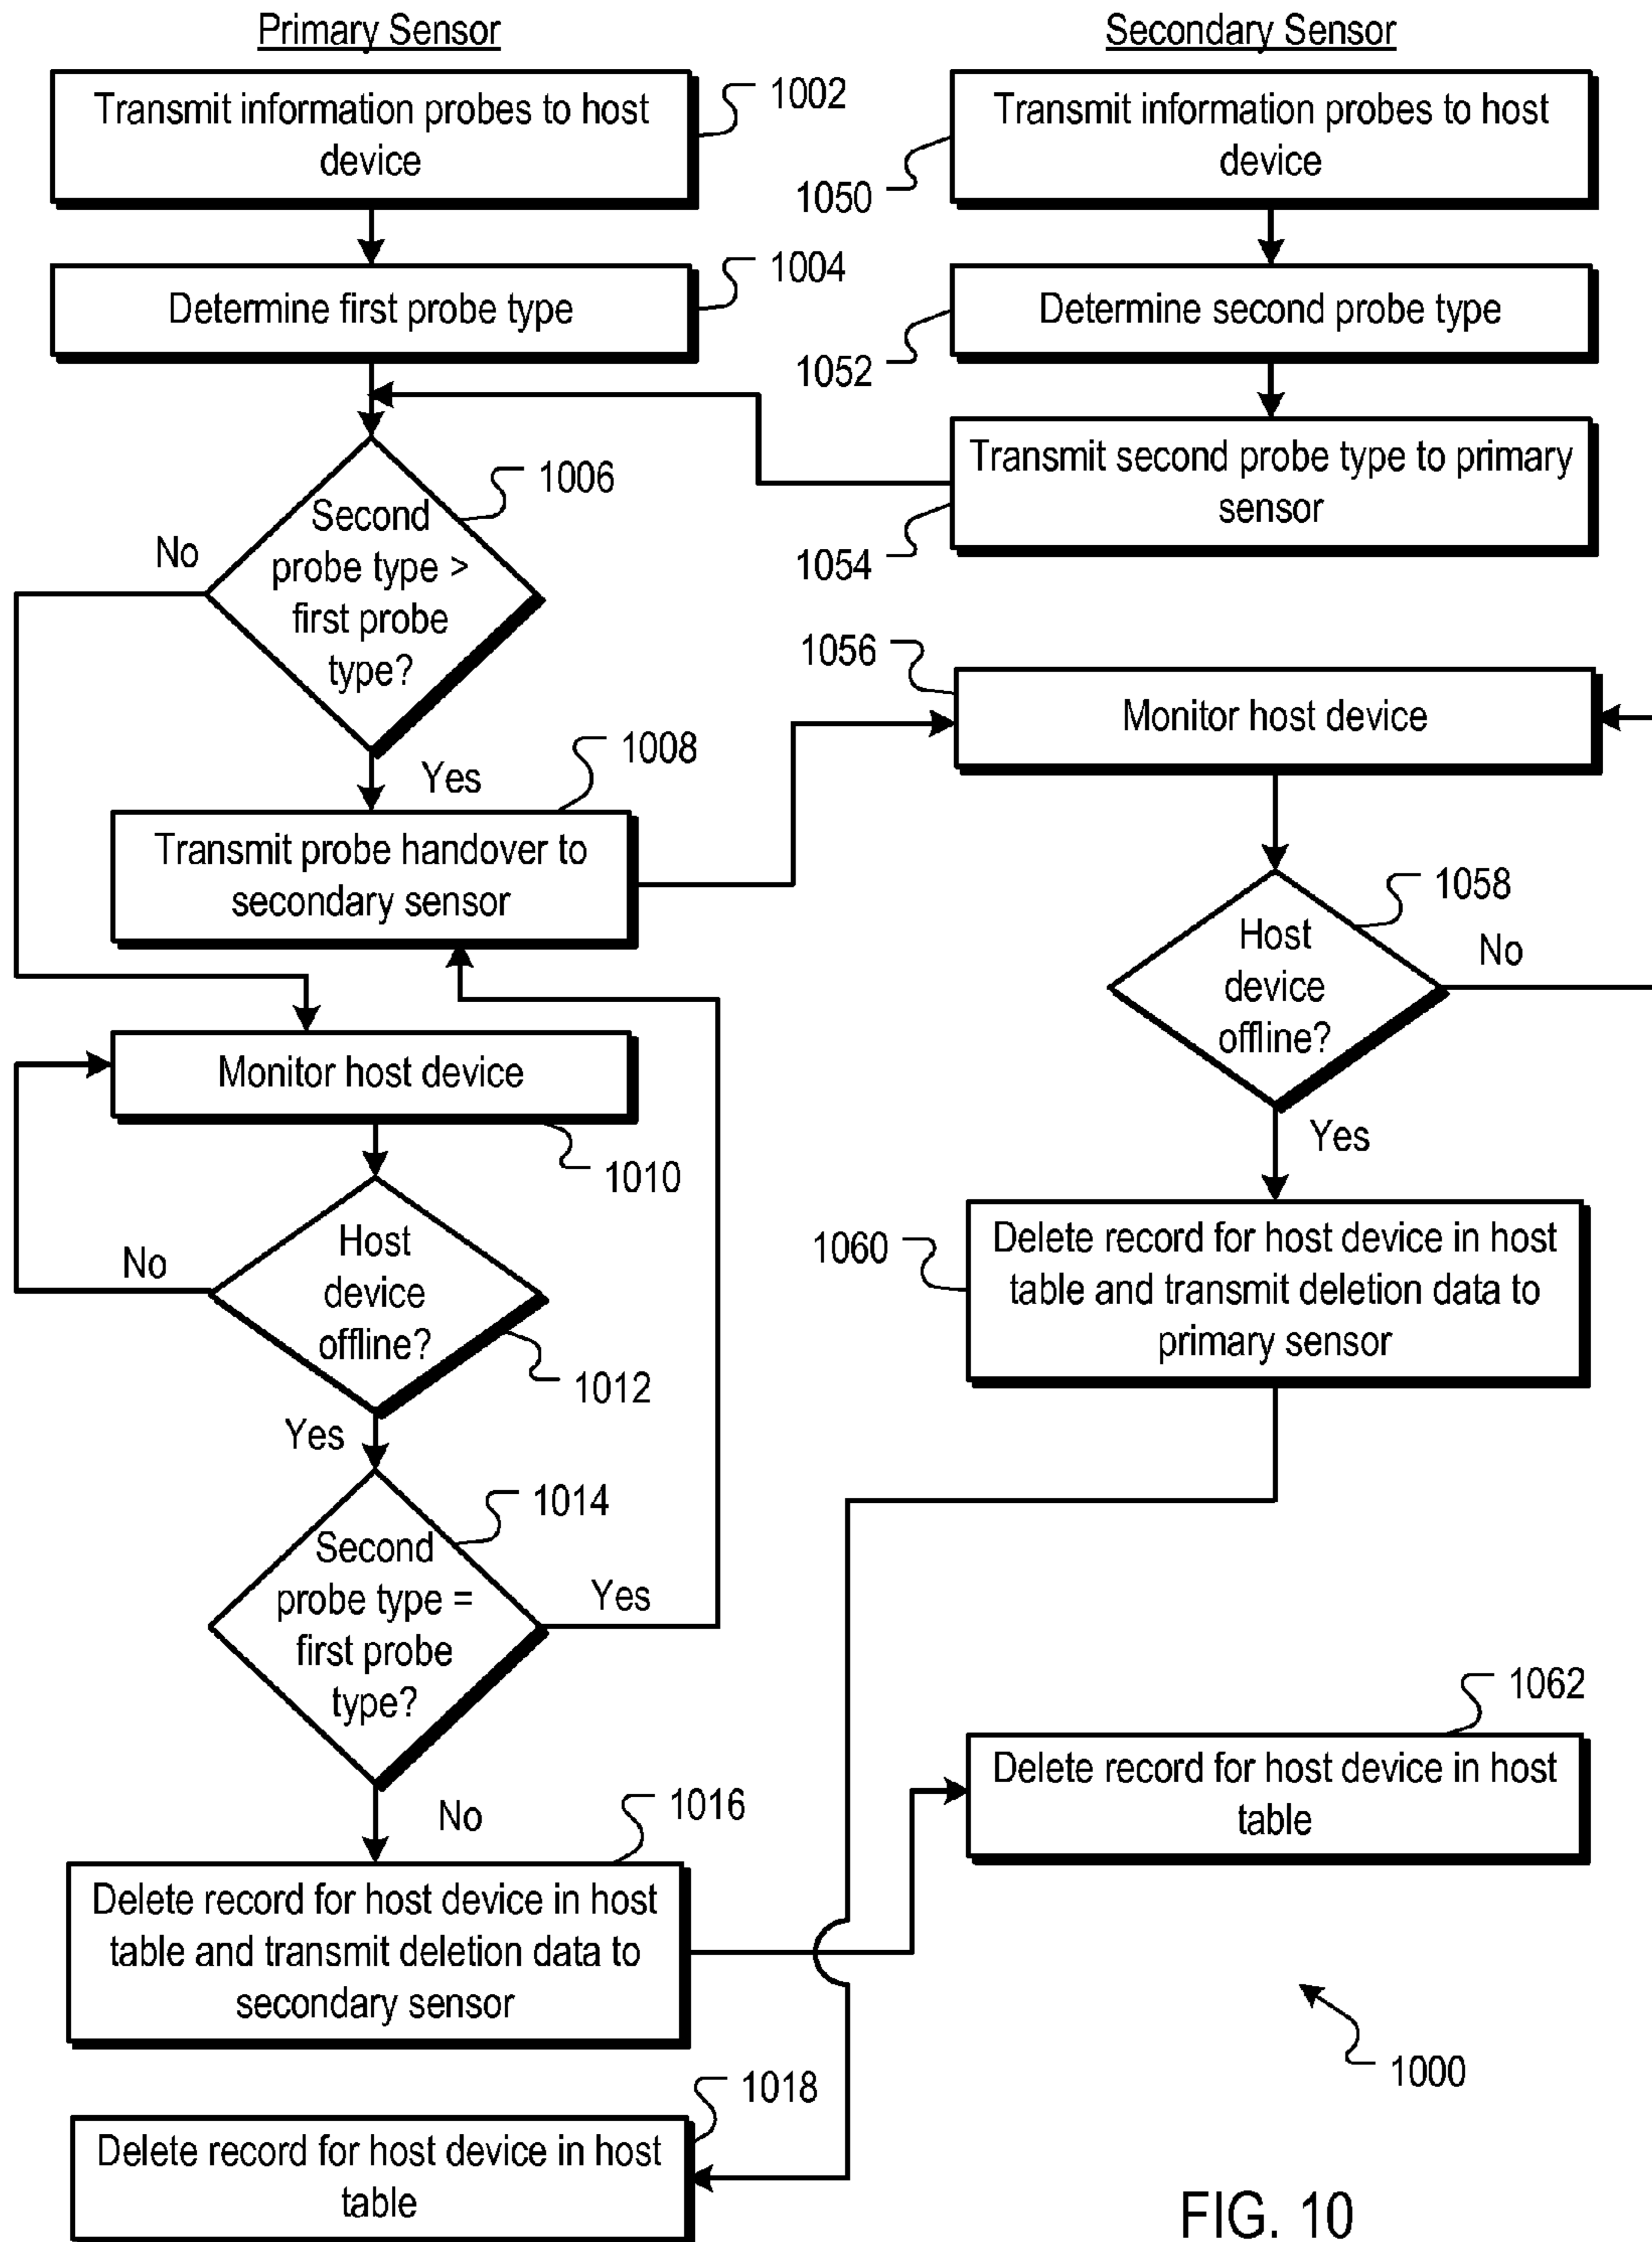 Primary Sensor
Transmit information probes to host
device
1002
Determine first probe type
1004
Second
probe type >
first probe
type?
1006
No
Yes
Transmit probe handover to
secondary sensor
1008
Monitor host device
1010
Host
device
offline?
1012
No
Yes
Second
probe type =
first probe
type?
1014
Yes
No
Delete record for host device in host
table and transmit deletion data to
secondary sensor
1016
Delete record for host device in host
table
1018
Secondary Sensor
Transmit information probes to host
device
1050
Determine second probe type
1052
Transmit second probe type to primary
sensor
1054
1056
Monitor host device
Host
device
offline?
1058
No
Yes
1060
Delete record for host device in host
table and transmit deletion data to
primary sensor
1062
Delete record for host device in host
table
1000
FIG. 10